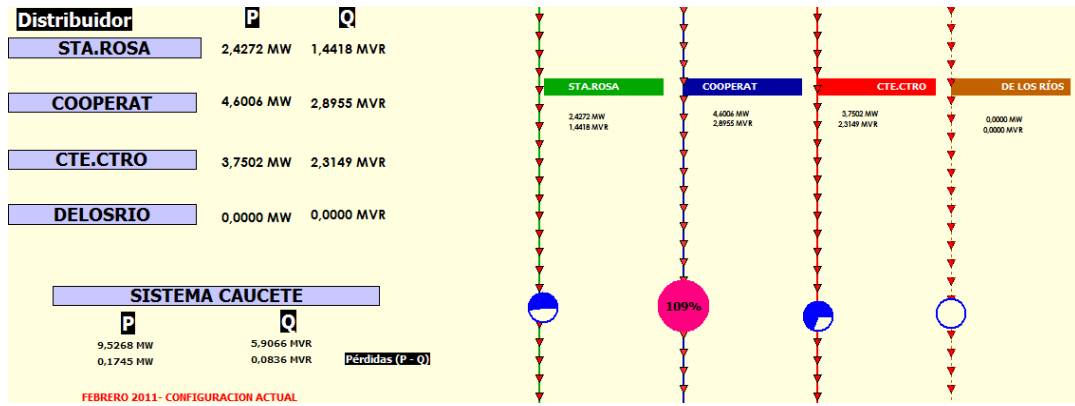 Distribuidor P Q
STA.ROSA 2,4272 MW 1,4418 MVR
COOPERAT 4,6006 MW 2,8955 MVR
CTE.CTRO 3,7502 MW 2,3149 MVR
DELOSRIO 0,0000 MW 0,0000 MVR
SISTEMA CAUCETE
P Q
9,5268 MW 5,9066 MVR
0,1745 MW 0,0836 MVR Pérdidas (P - Q)
FEBRERO 2011- CONFIGURACION ACTUAL
STA.ROSA
2,4272 MW
1,4418 MVR
COOPERAT
4,6006 MW
2,8955 MVR
CTE.CTRO
3,7502 MW
2,3149 MVR
DE LOS RÍOS
0,0000 MW
0,0000 MVR
109%